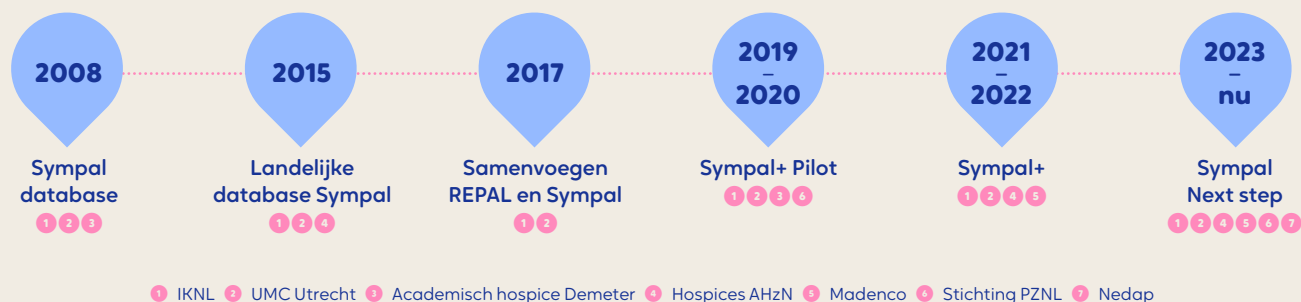 2008
2015
2017
2019
–
2020
2021
–
2022
2023
–
nu
Sympal
database
1 2 3
Landelijke
database Sympal
1 2 4
Samenvoegen
REPAL en Sympal
1 2
Sympal+ Pilot
1 2 3 6
Sympal+
1 2 4 5
Sympal
Next step
1 2 4 5 6 7
1 IKNL 2 UMC Utrecht 3 Academisch hospice Demeter 4 Hospices AHzN 5 Madenco 6 Stichting PZNL 7 Nedap